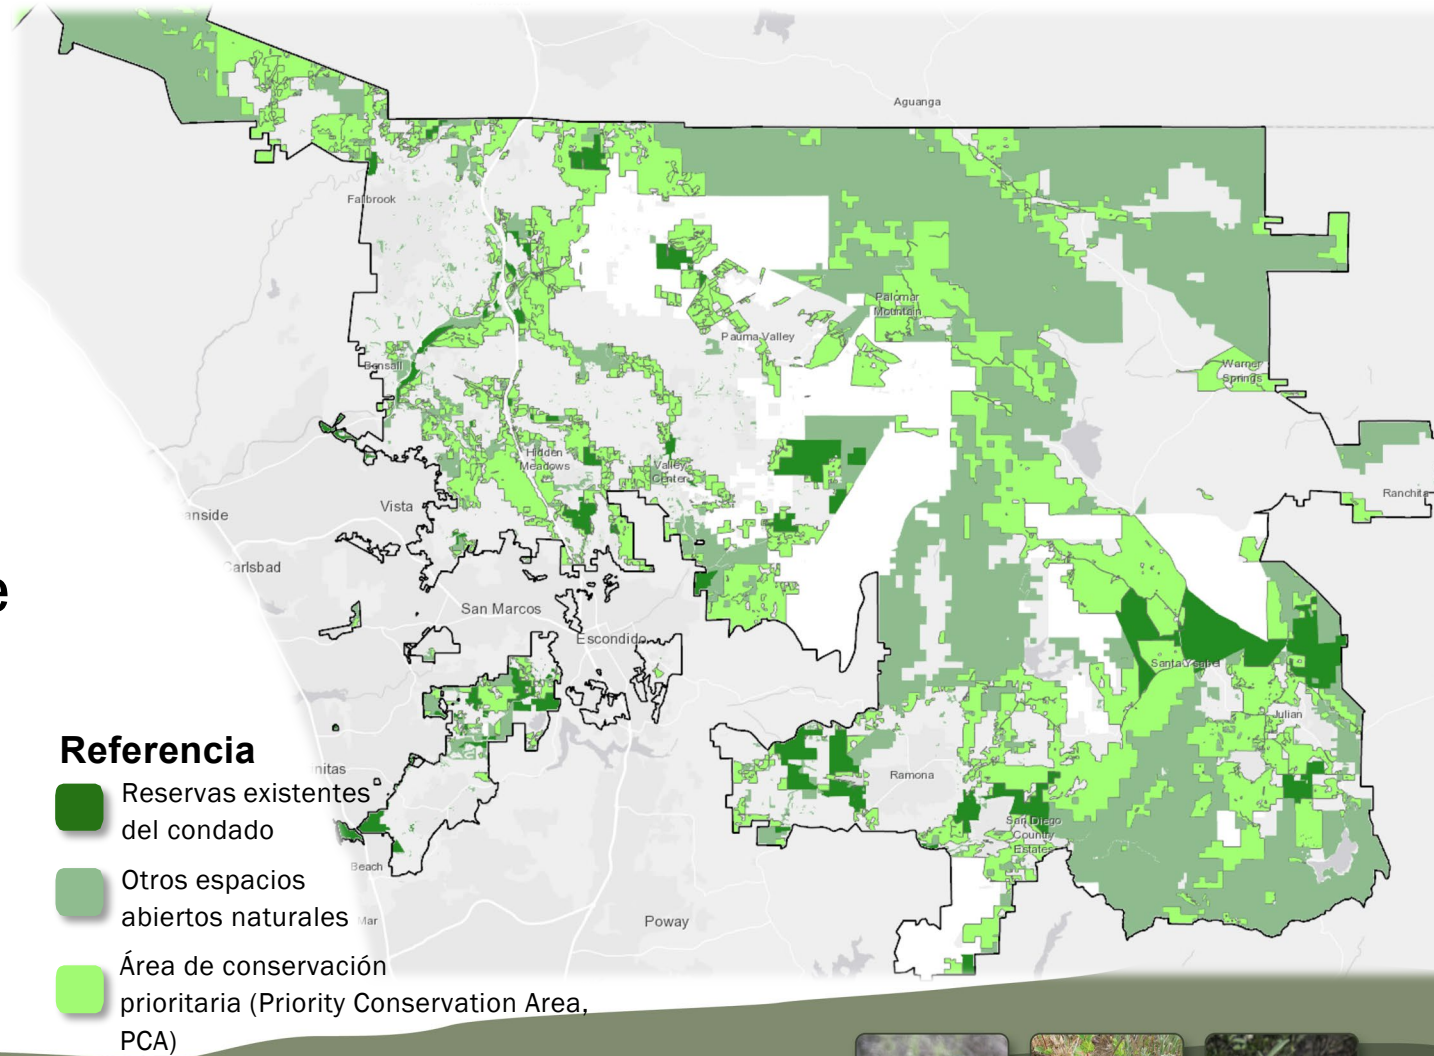 Aguanga
Fallbrook
Palomar
Mountain
Pauma Valley
Bonsall
Warner
Springs
Hidden
Meadows
Valley
Center
Ranchita
Vista
anside
Carlsbad
e
San Marcos
Escondido
Santa Ysabel
Julian
Referencia
Reservas existentes
del condado
Otros espacios
abiertos naturales
Área de conservación
prioritaria (Priority Conservation Area,
PCA)
initas
Ramona
San Diego
Country
Estates
Beach
Mar
Poway